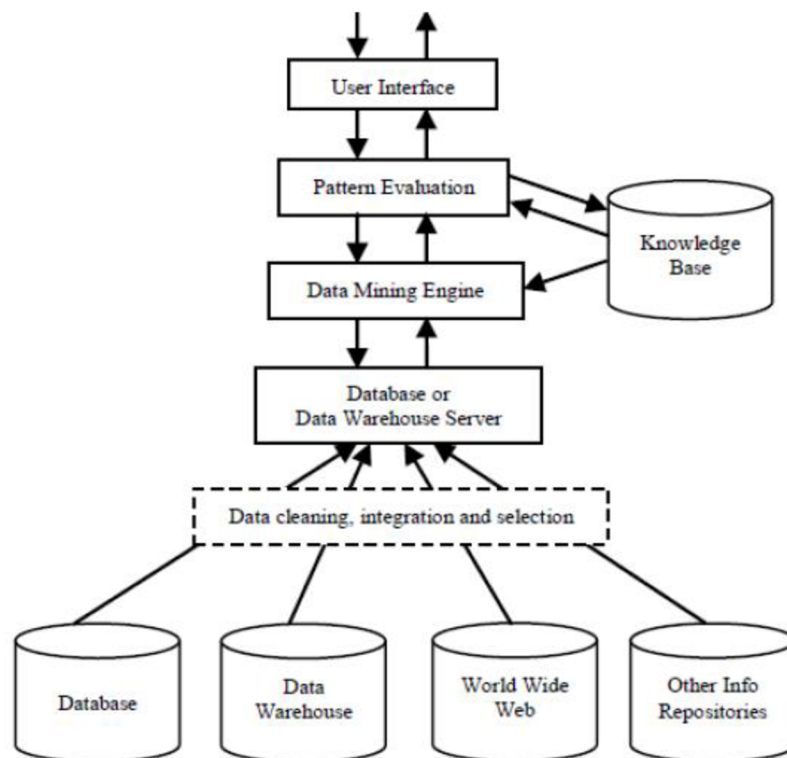 User Interface
Pattern Evaluation
Knowledge
Base
Data Mining Engine
Database or
Data Warehouse Server
Data cleaning, integration and selection
Database
Data
Warehouse
World Wide
Web
Other Info
Repositories